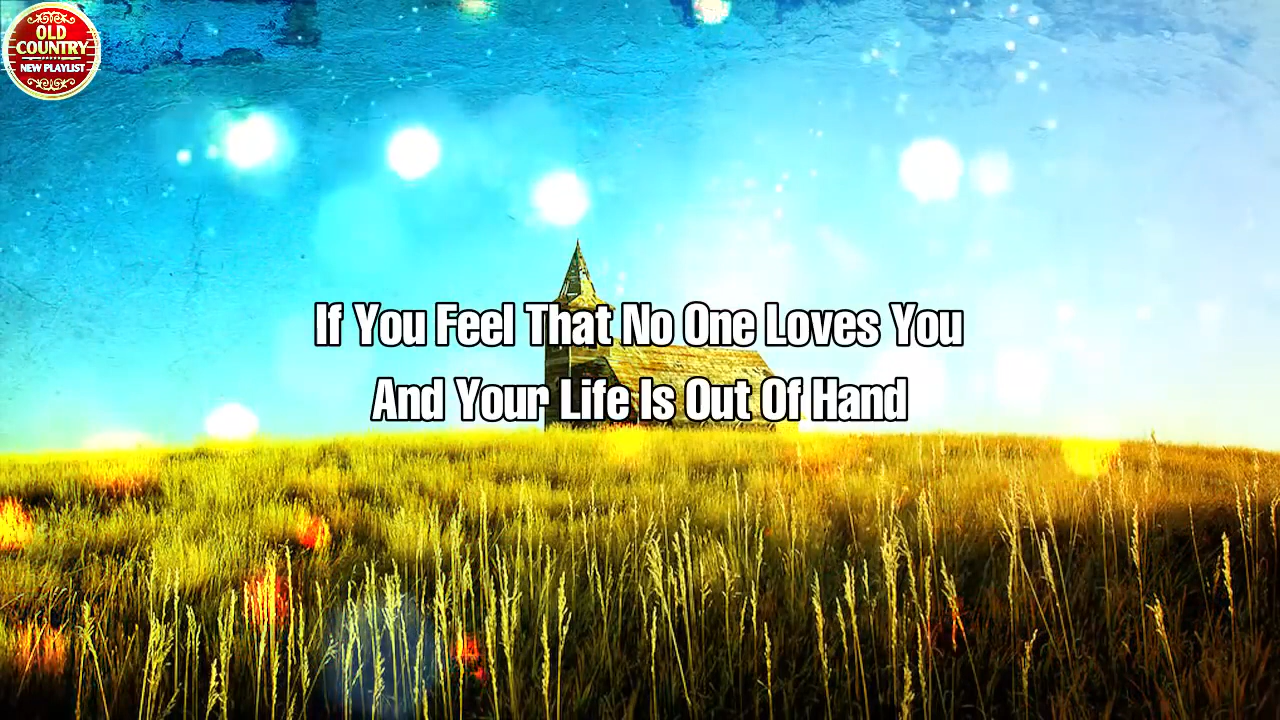 OLD
COUNTRY
NEW PLAYLIST
If You Feel That No One Loves You
And Your Life Is Out Of Hand